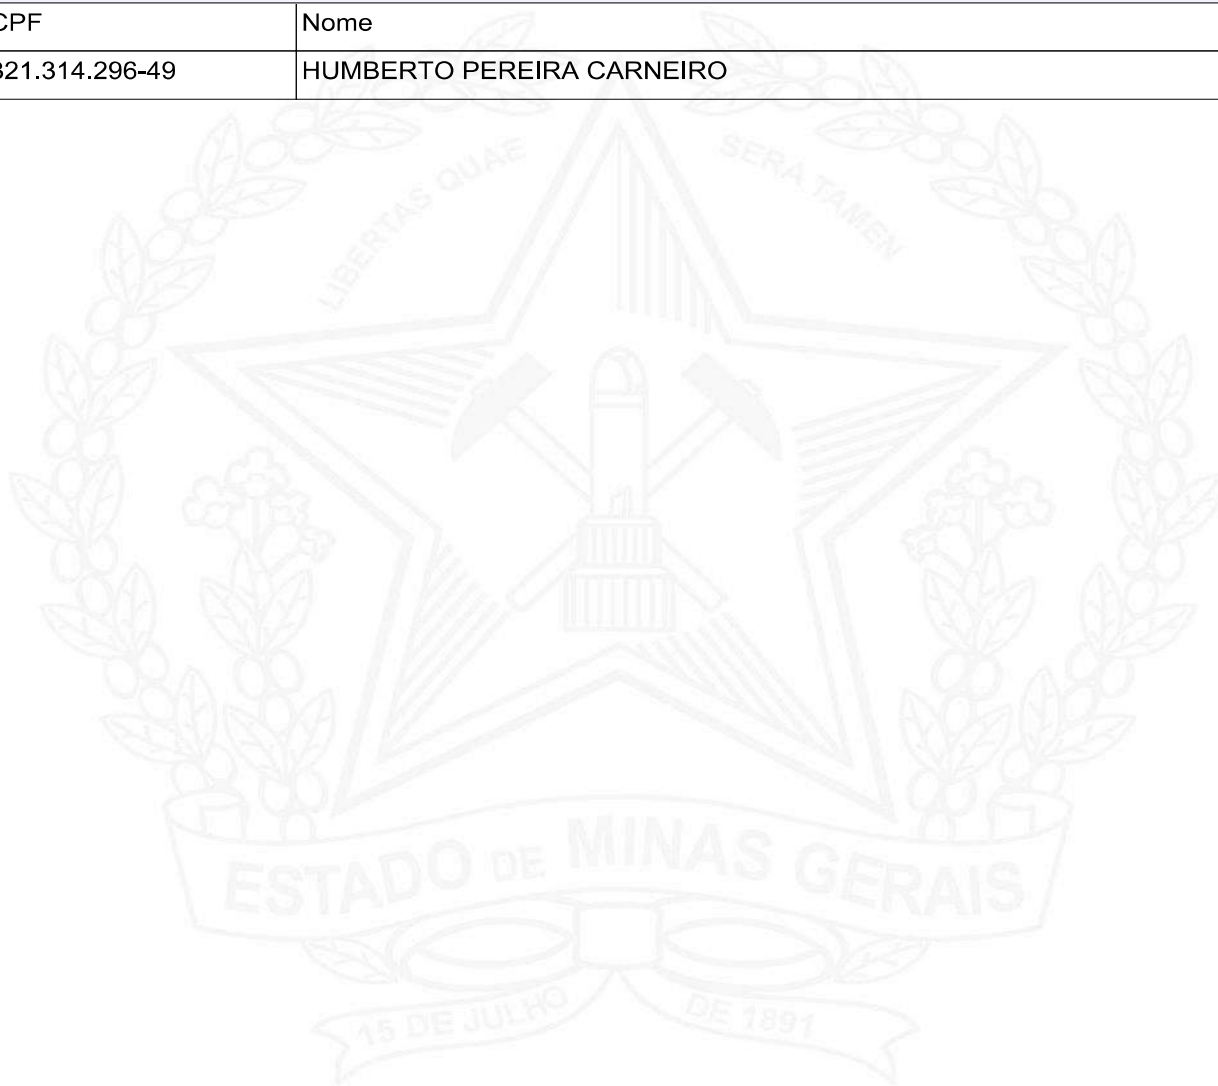 CPF Nome
321.314.296-49 HUMBERTO PEREIRA CARNEIRO
LIBERTAS QUAE SERA TAMEN
ESTADO DE MINAS GERAIS
15 DE JULHO DE 1891